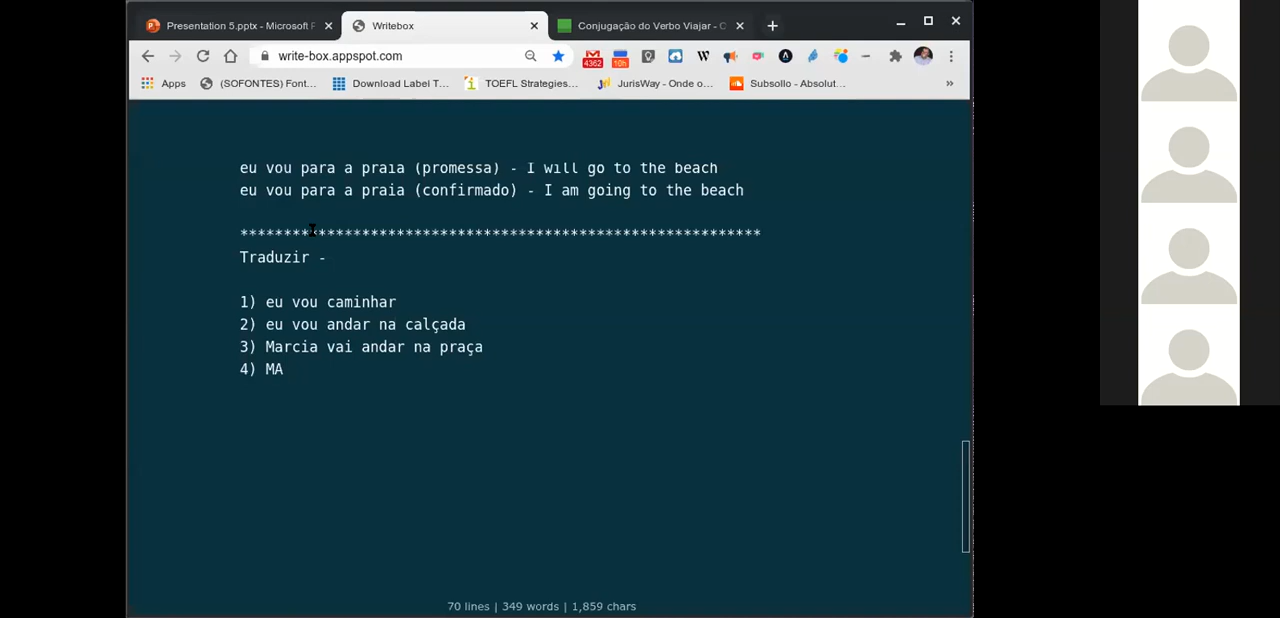 Presentation 5.pptx - Microsoft P
Writebox
Conjugação do Verbo Viajar - C
write-box.appspot.com
4362
10h
W
Apps
(SOFONTES) Font...
Download Label T...
TOEFL Strategies...
JurisWay - Onde o...
Subsollo - Absolut...
eu vou para a praia (promessa) - I will go to the beach
eu vou para a praia (confirmado) - I am going to the beach
************************************************************
Traduzir -
1) eu vou caminhar
2) eu vou andar na calçada
3) Marcia vai andar na praça
4) MA
70 lines | 349 words | 1,859 chars